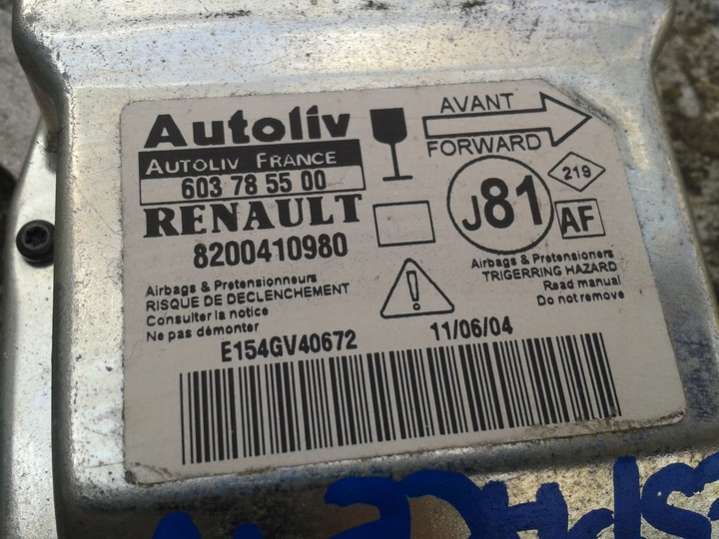 Autoliv
AUTOLIV FRANCE
603 78 55 00
RENAULT
8200410980
AVANT
FORWARD
J81
219
AF
Airbags & Pretensionneurs
RISQUE DE DECLENCHEMENT
Consulter la notice
Ne pas démonter
Airbags & Pretensioners
TRIGERRING HAZARD
Read manual
Do not remove
E154GV40672
11/06/04
ESPACE IV